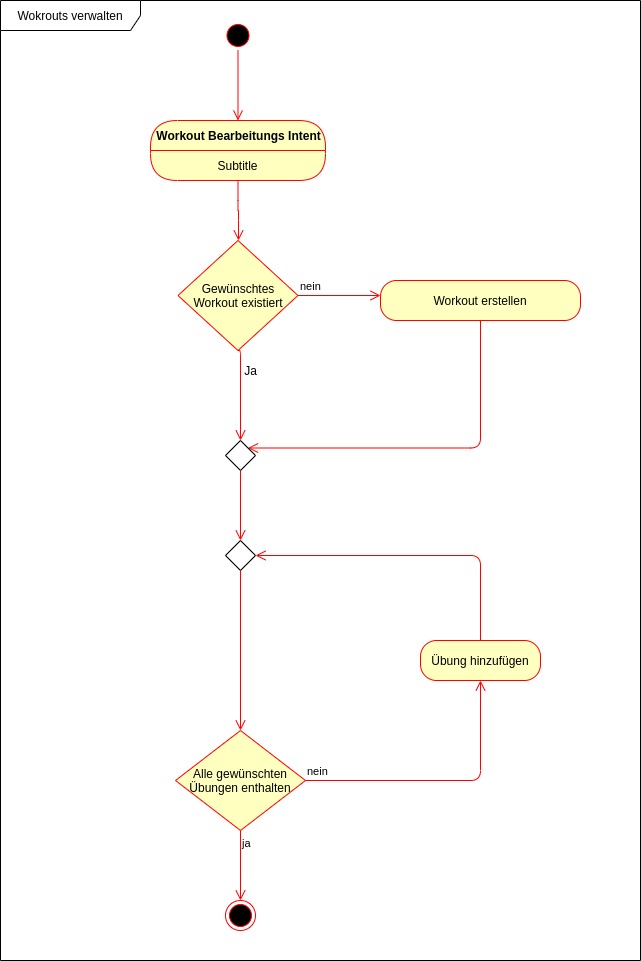 Wokrouts verwalten
Workout Bearbeitungs Intent
Subtitle
Gewünschtes
Workout existiert
nein
Workout erstellen
Ja
Übung hinzufügen
Alle gewünschten
Übungen enthalten
nein
ja